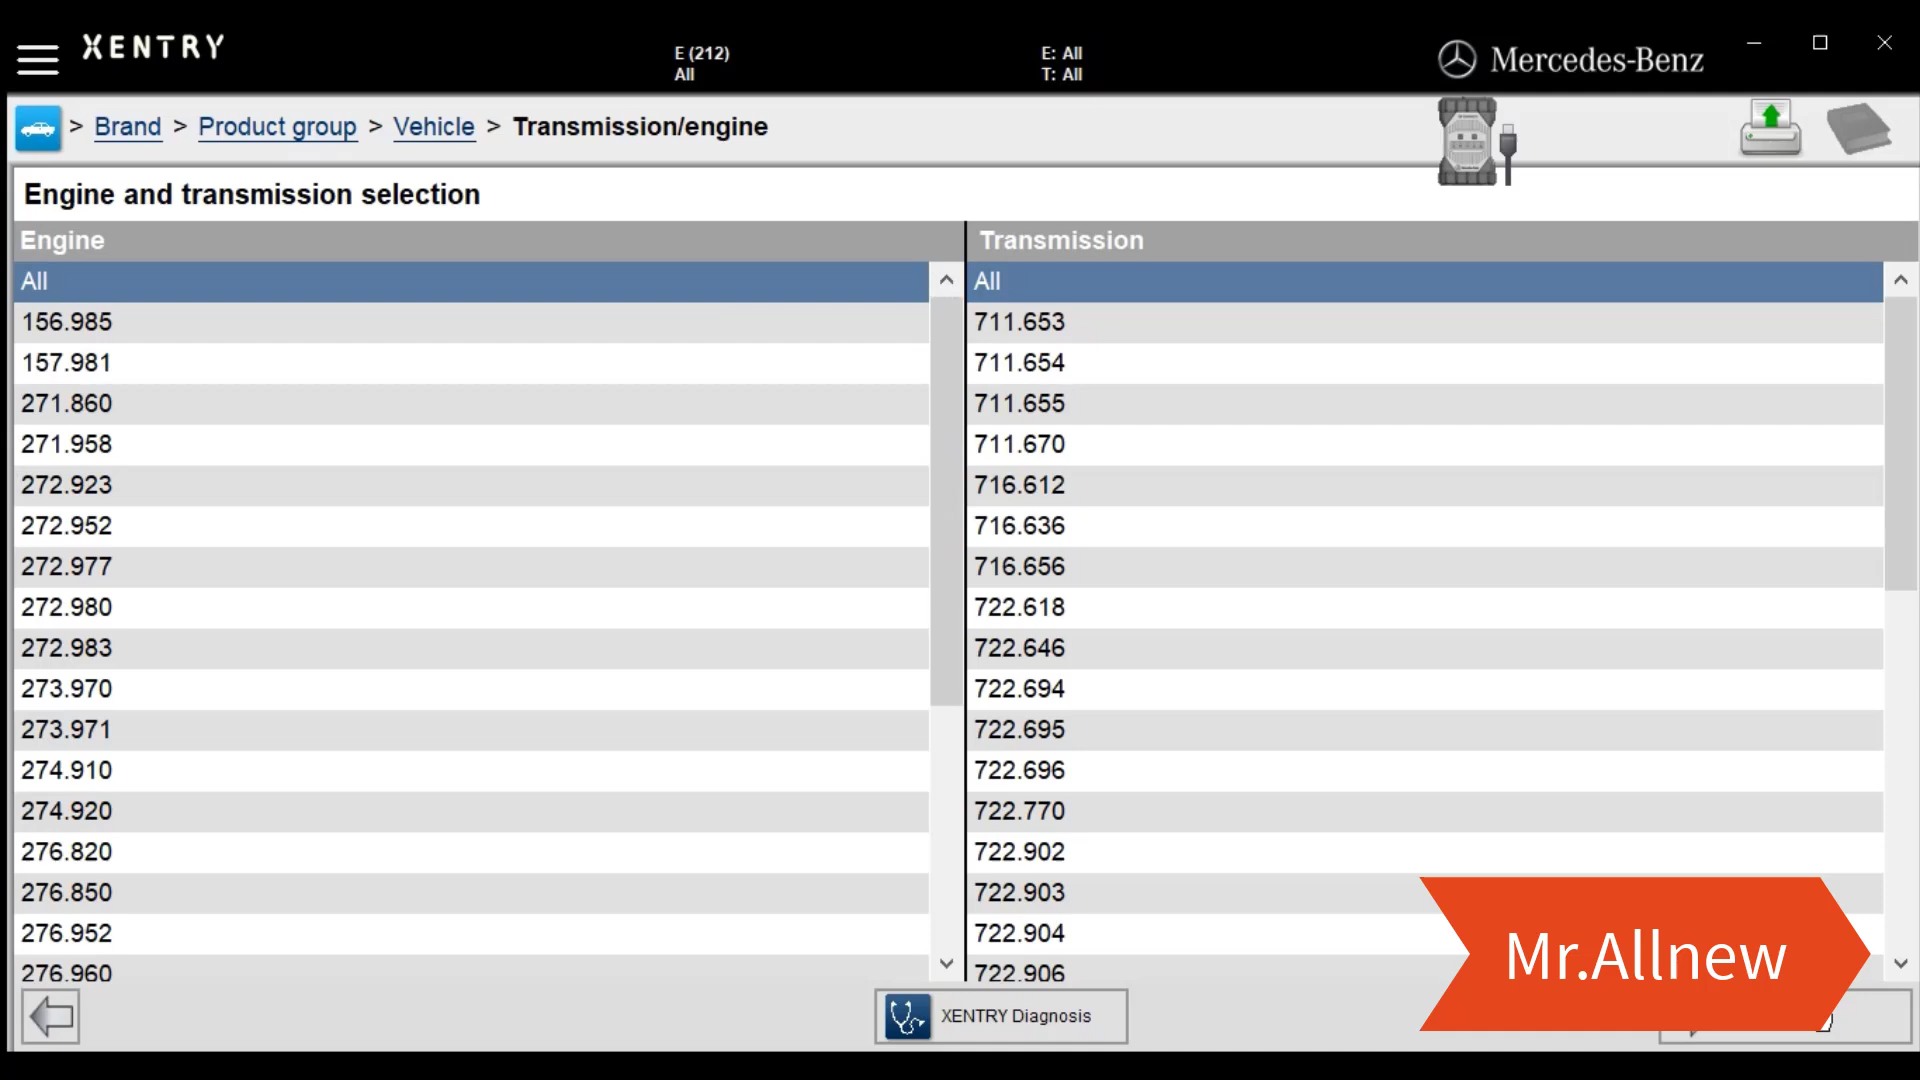 XENTRY
E (212)
All
E: All
T: All
Mercedes-Benz
> Brand > Product group > Vehicle > Transmission/engine
Engine and transmission selection
Engine
All
156.985
157.981
271.860
271.958
272.923
272.952
272.977
272.980
272.983
273.970
273.971
274.910
274.920
276.820
276.850
276.952
276.960
Transmission
All
711.653
711.654
711.655
711.670
716.612
716.636
716.656
722.618
722.646
722.694
722.695
722.696
722.770
722.902
722.903
722.904
722.906
XENTRY Diagnosis
Mr.Allnew